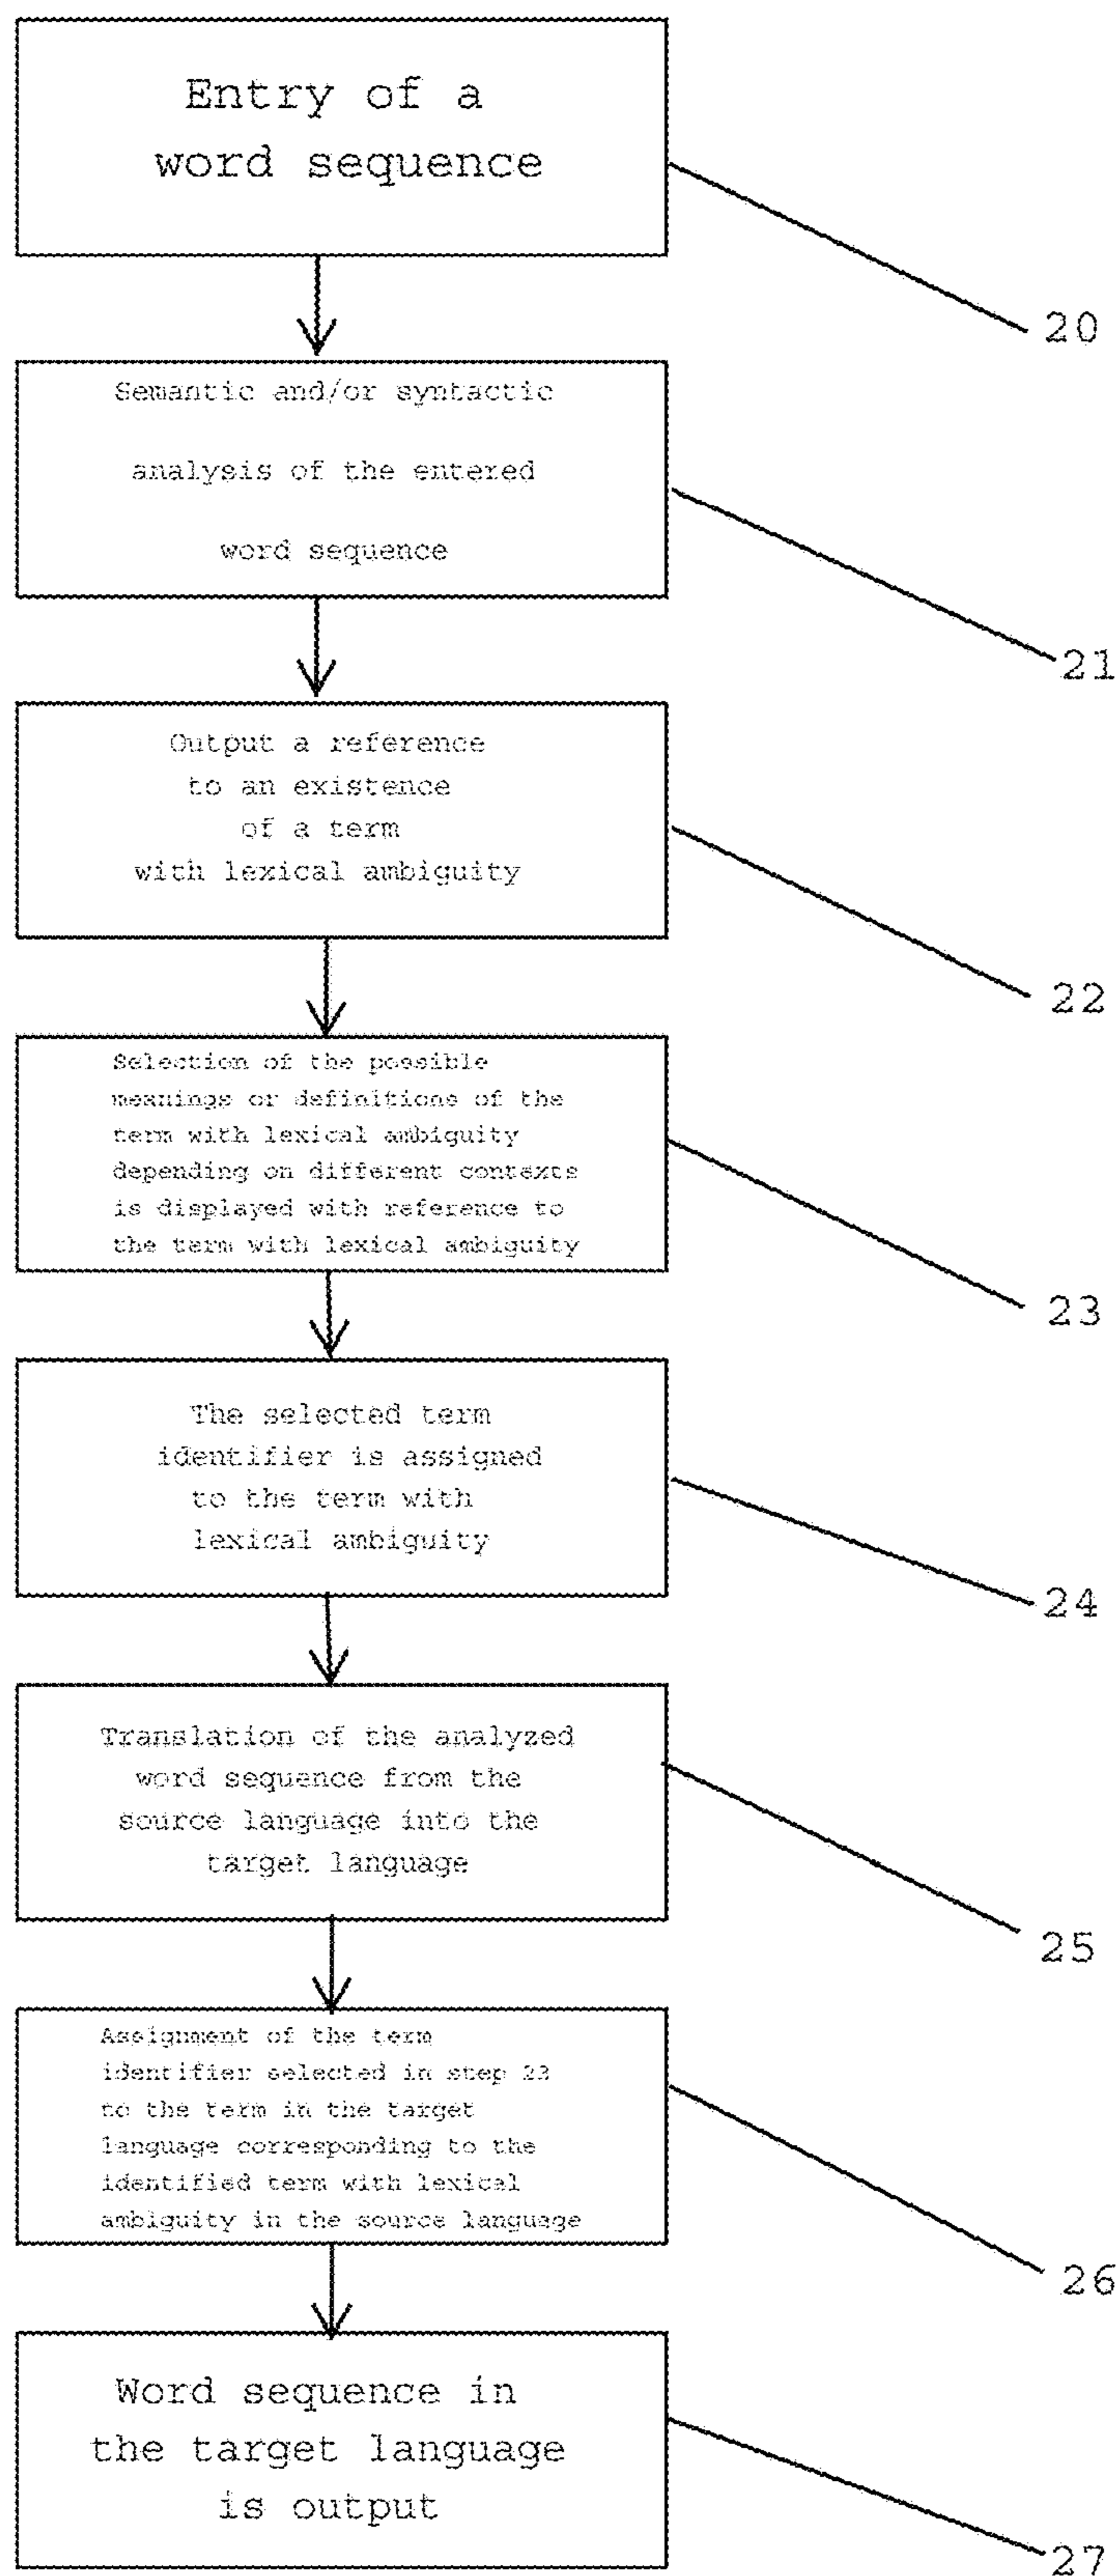 Entry of a
word sequence
20
Semantic and/or syntactic
analysis of the entered
word sequence
21
Output a reference
to an existence
of a term
with lexical ambiguity
22
Selection of the possible
meanings or definitions of the
term with lexical ambiguity
depending on different contexts
is displayed with reference to
the term with lexical ambiguity
23
The selected term
identifier is assigned
to the term with
lexical ambiguity
24
Translation of the analyzed
word sequence from the
source language into the
target language
25
Assignment of the term
identifier selected in step 23
to the term in the target
language corresponding to the
identified term with lexical
ambiguity in the source language
26
Word sequence in
the target language
is output
27